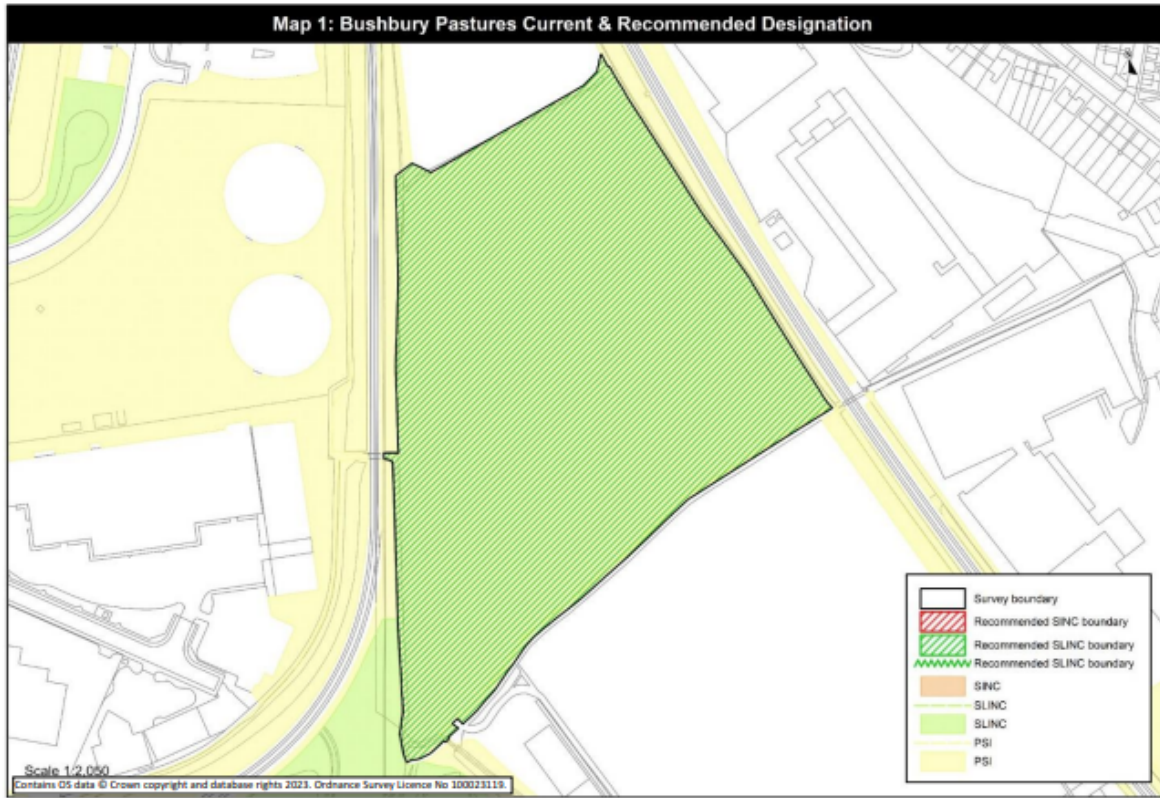 Map 1: Bushbury Pastures Current & Recommended Designation
Survey boundary
Recommended SINC boundary
Recommended SLINC boundary
Recommended SLINC boundary
SINC
SLINC
SLINC
PSI
PSI
Scale 1:2,050
Contains OS data © Crown copyright and database rights 2023. Ordnance Survey Licence No 100023119.